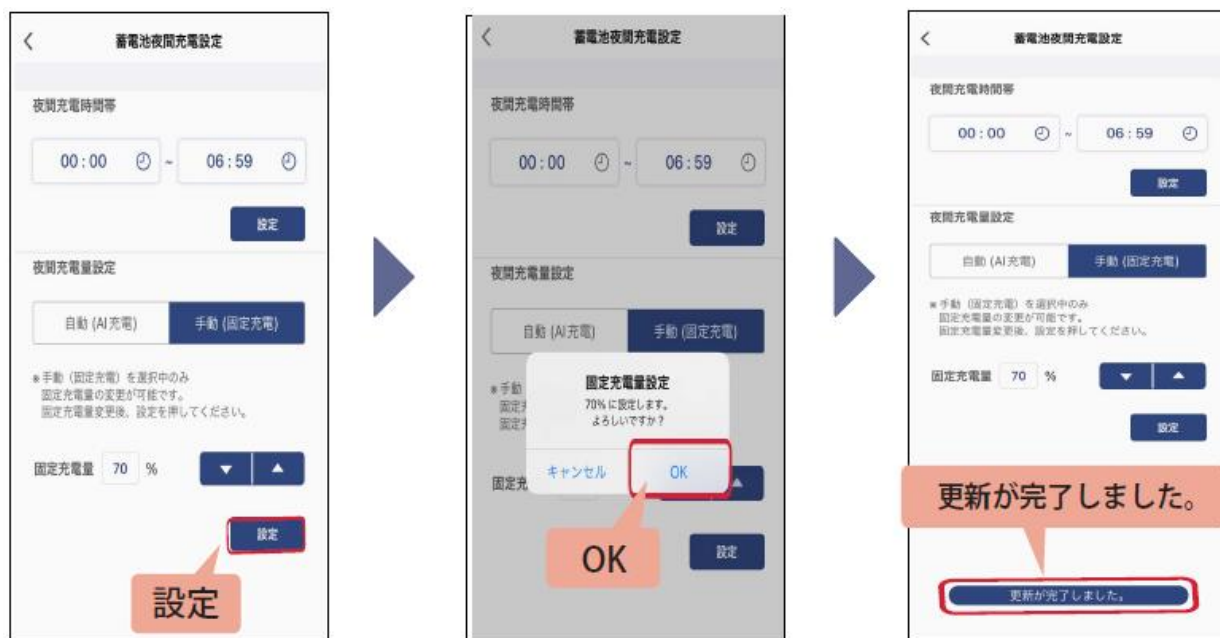 蓄電池夜間充電設定
夜間充電時間帯
00:00 ~ 06:59
設定
夜間充電量設定
自動 (AI充電) 手動 (固定充電)
※手動（固定充電）を選択中のみ
固定充電量の変更が可能です。
固定充電量変更後、設定を押してください。
固定充電量 70 % ▼ ▲
設定
設定
蓄電池夜間充電設定
夜間充電時間帯
00:00 ~ 06:59
設定
夜間充電量設定
自動 (AI充電) 手動 (固定充電)
※手動
固定充
固定充
固定充電量設定
70%に設定します。
よろしいですか？
キャンセル OK
固定充 ▲
OK
設定
蓄電池夜間充電設定
夜間充電時間帯
00:00 ~ 06:59
設定
夜間充電量設定
自動 (AI充電) 手動 (固定充電)
※手動（固定充電）を選択中のみ
固定充電量の変更が可能です。
固定充電量変更後、設定を押してください。
固定充電量 70 % ▼ ▲
設定
更新が完了しました。
更新が完了しました。